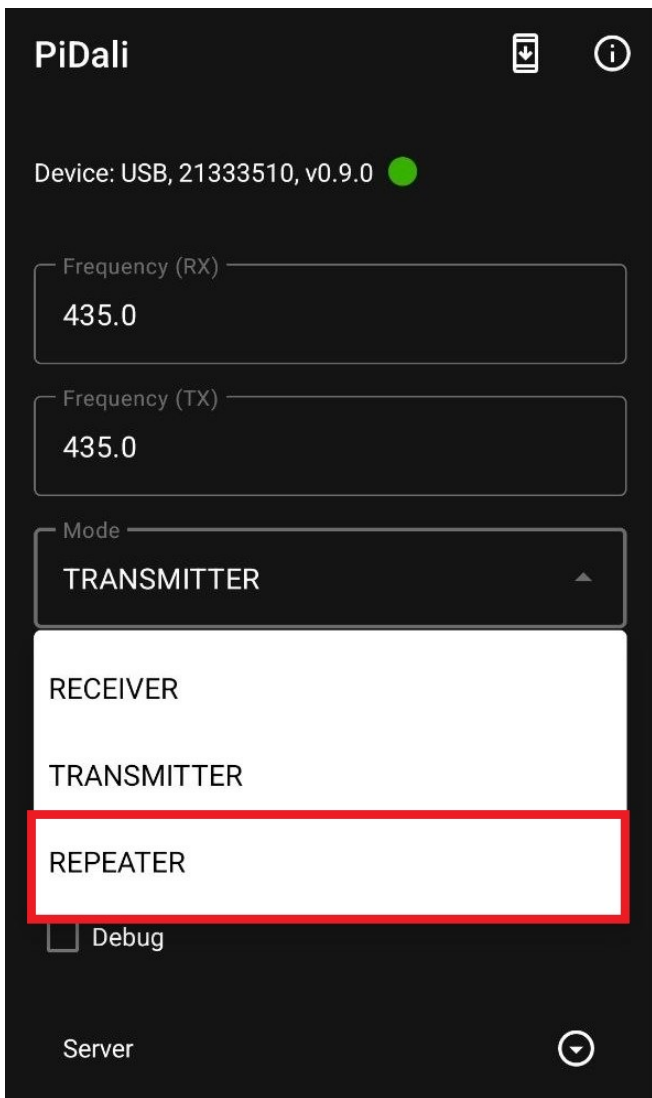 PiDali
Device: USB, 21333510, v0.9.0
Frequency (RX)
435.0
Frequency (TX)
435.0
Mode
TRANSMITTER
RECEIVER
TRANSMITTER
REPEATER
Debug
Server